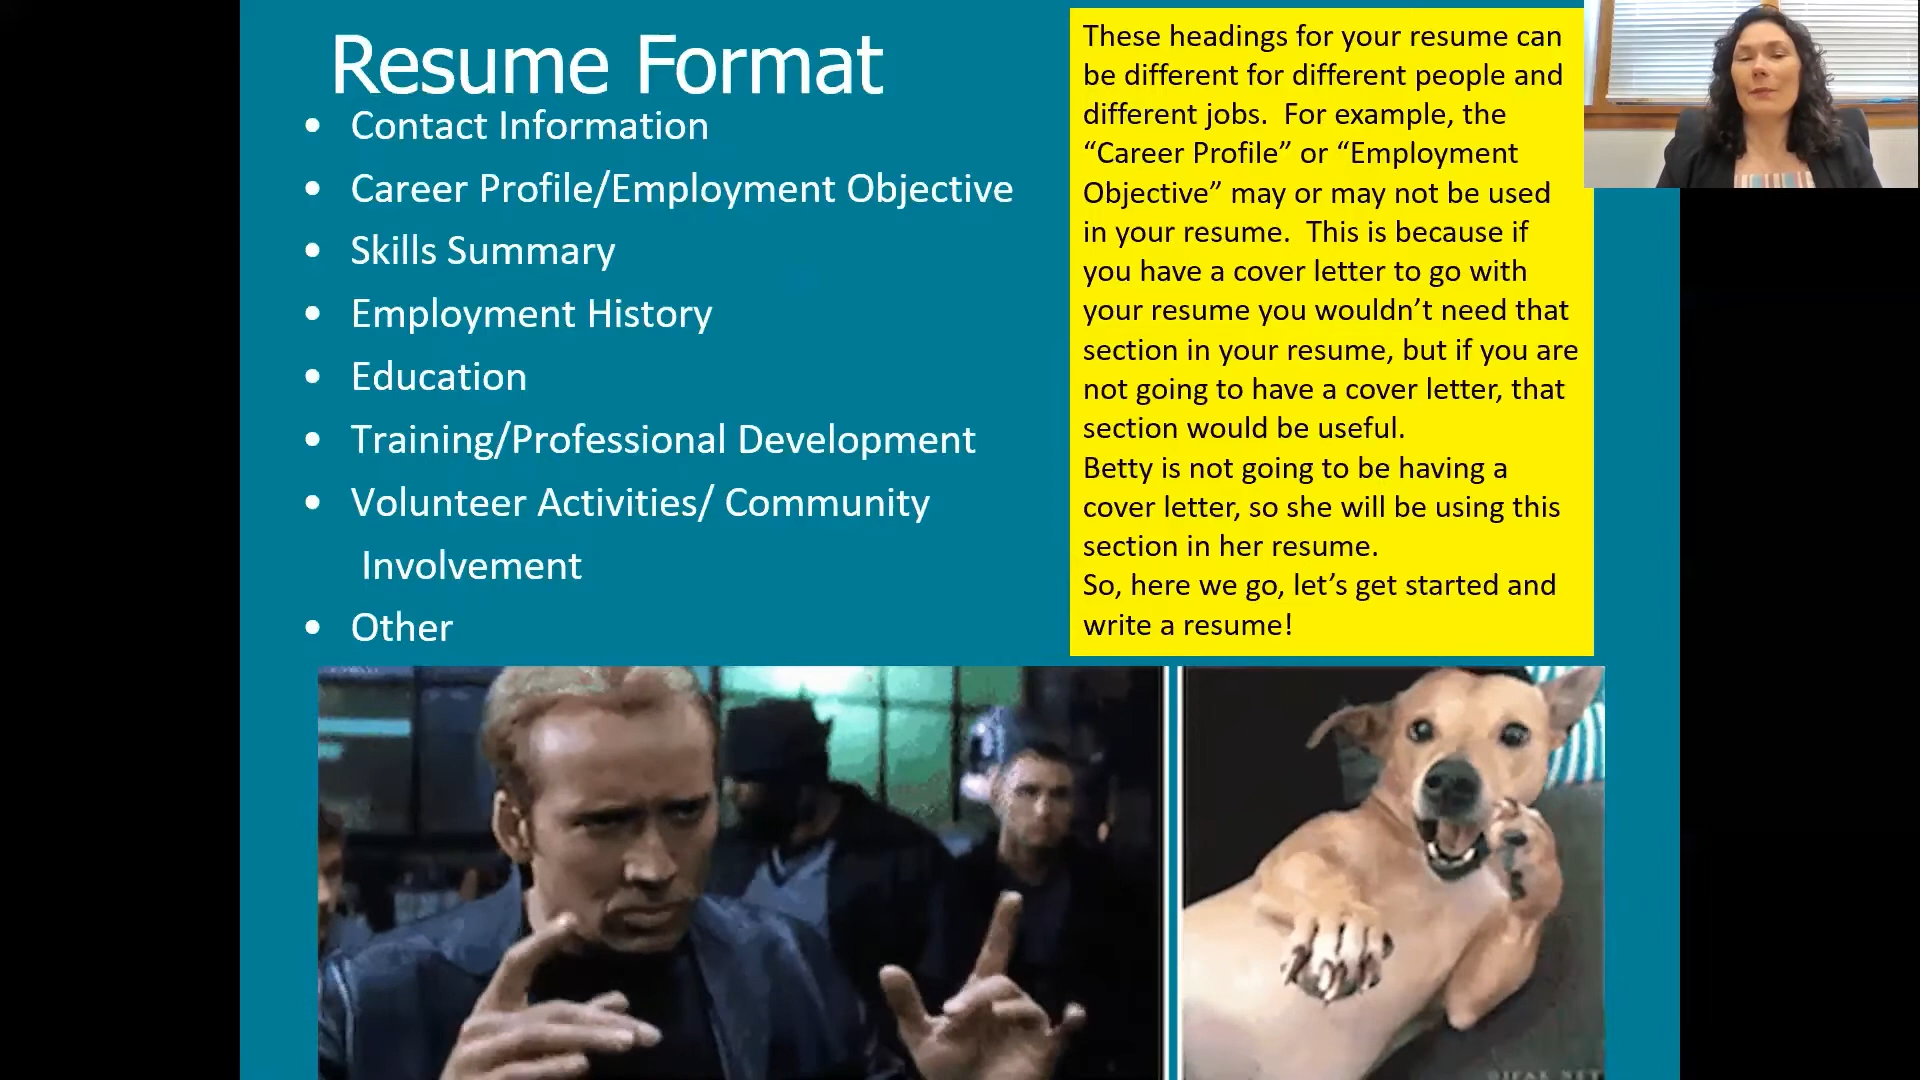 Resume Format
• Contact Information
• Career Profile/Employment Objective
• Skills Summary
• Employment History
• Education
• Training/Professional Development
• Volunteer Activities/ Community
Involvement
• Other
These headings for your resume can
be different for different people and
different jobs.  For example, the
“Career Profile” or “Employment
Objective” may or may not be used
in your resume.  This is because if
you have a cover letter to go with
your resume you wouldn’t need that
section in your resume, but if you are
not going to have a cover letter, that
section would be useful.
Betty is not going to be having a
cover letter, so she will be using this
section in her resume.
So, here we go, let’s get started and
write a resume!